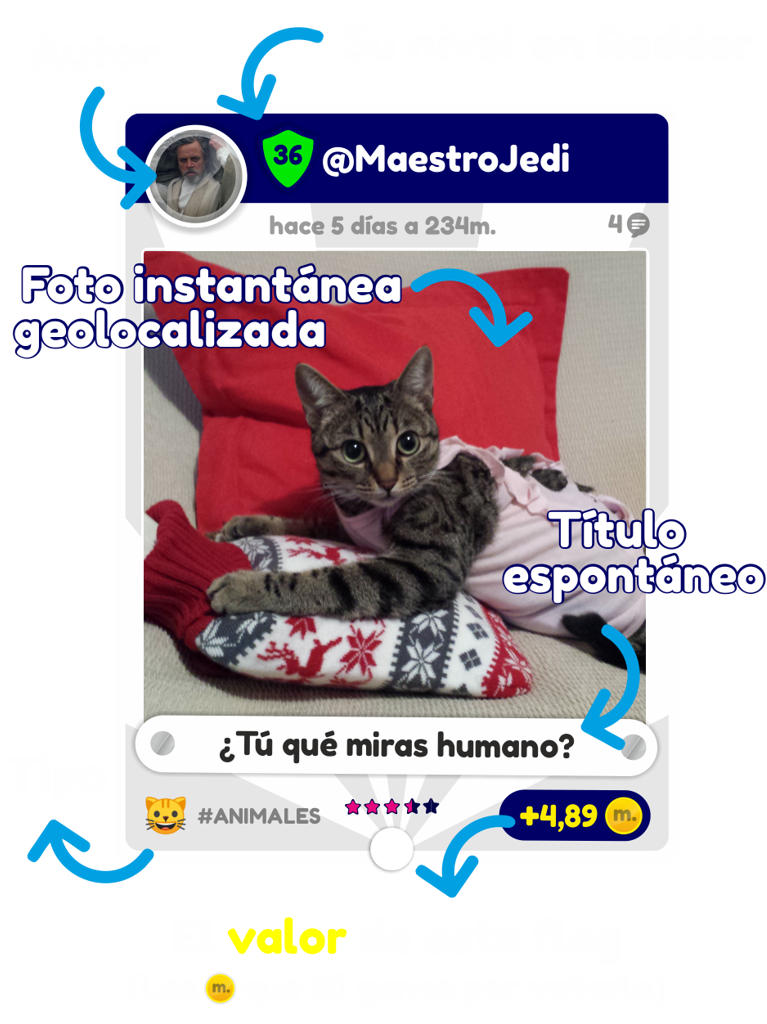 36
@MaestroJedi
hace 5 días a 234m.
4
Foto instantánea
geolocalizada
Título
espontáneo
¿Tú qué miras humano?
#ANIMALES
+4,89 m.
valor
m.